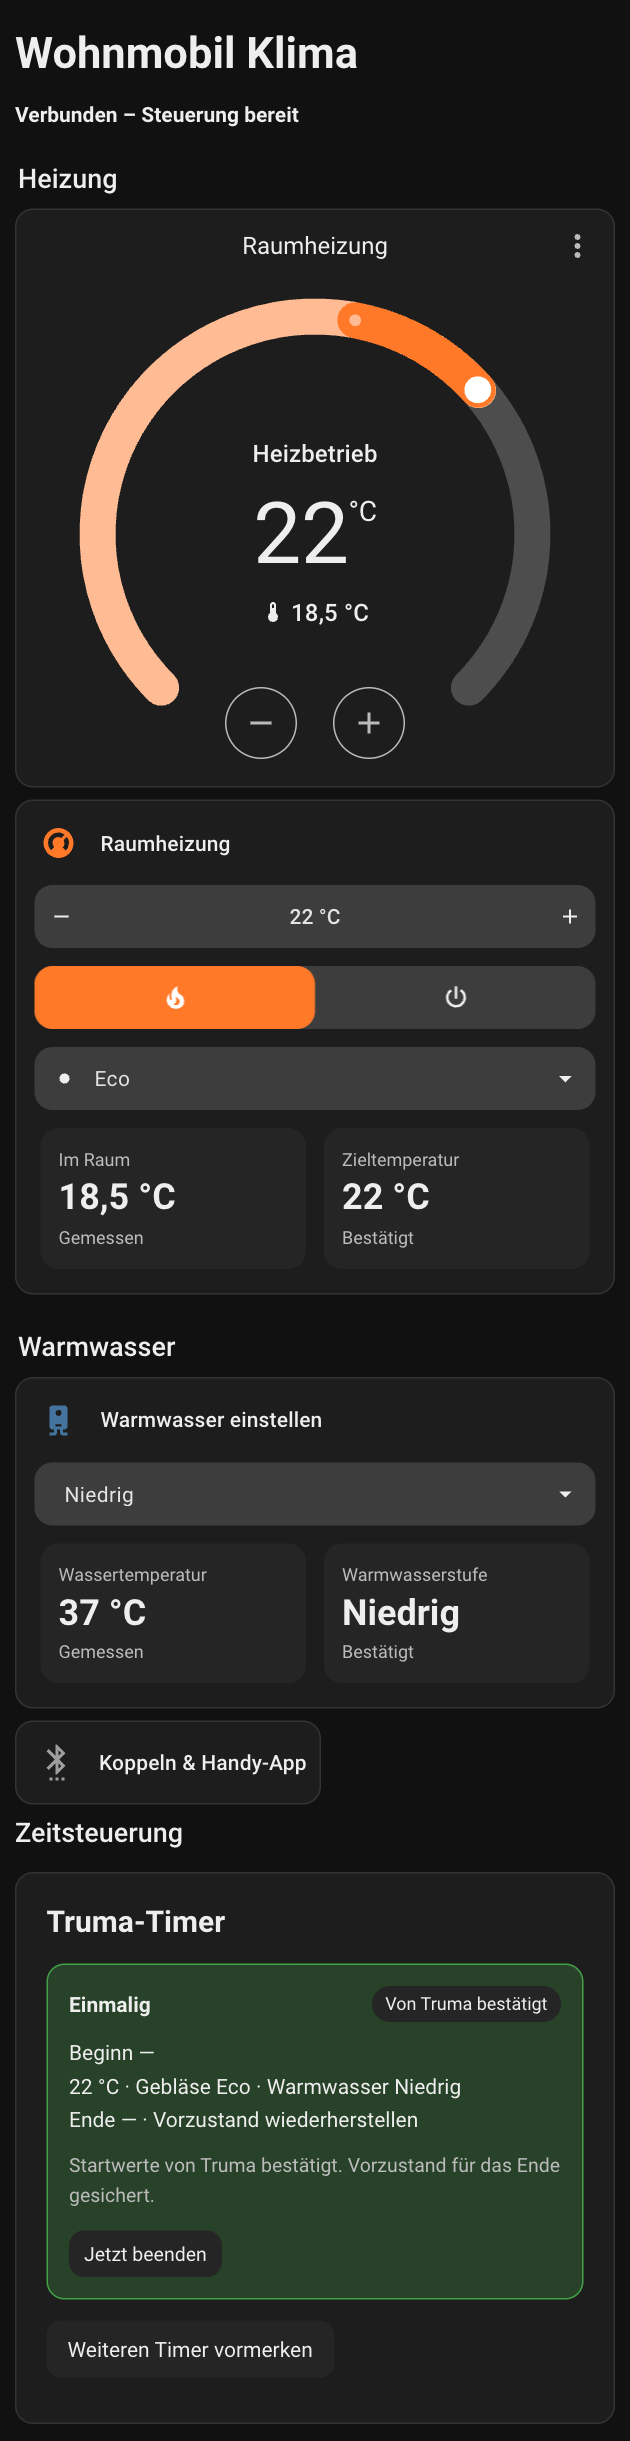 Wohnmobil Klima
Verbunden – Steuerung bereit
Heizung
Raumheizung
Heizbetrieb
22 °C
18,5 °C
Raumheizung
22 °C
Eco
Im Raum
18,5 °C
Gemessen
Zieltemperatur
22 °C
Bestätigt
Warmwasser
Warmwasser einstellen
Niedrig
Wassertemperatur
37 °C
Gemessen
Warmwasserstufe
Niedrig
Bestätigt
Koppeln & Handy-App
Zeitsteuerung
Truma-Timer
Einmalig
Von Truma bestätigt
Beginn —
22 °C · Gebläse Eco · Warmwasser Niedrig
Ende — · Vorzustand wiederherstellen
Startwerte von Truma bestätigt. Vorzustand für das Ende
gesichert.
Jetzt beenden
Weiteren Timer vormerken